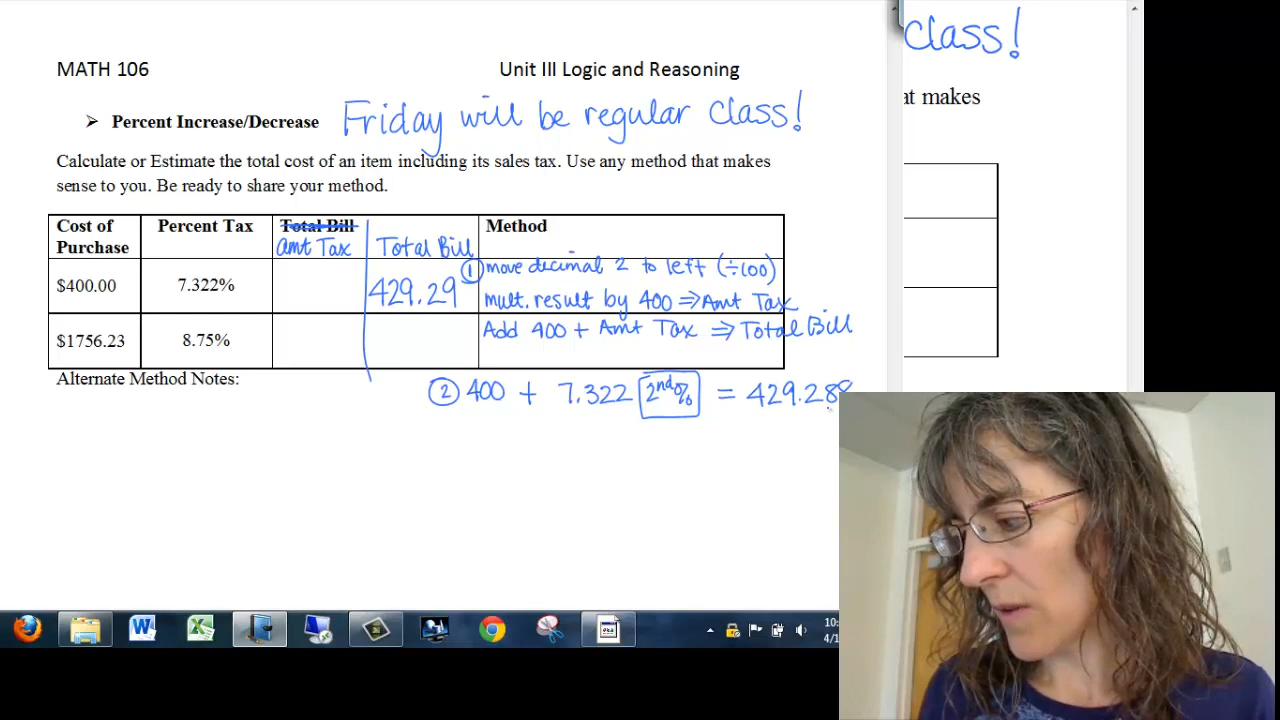 class!
MATH 106
Unit III Logic and Reasoning
at makes
➢ Percent Increase/Decrease
Friday will be regular class!
Calculate or Estimate the total cost of an item including its sales tax. Use any method that makes
sense to you. Be ready to share your method.
Cost of Purchase
Percent Tax
Total Bill
Amt Tax
Total Bill
Method
$400.00
7.322%
429.29
① move decimal 2 to left (÷100)
mult. result by 400 ⇒ Amt Tax
Add 400 + Amt Tax ⇒ Total Bill
$1756.23
8.75%
Alternate Method Notes:
② 400 + 7.322 2nd % = 429.288
10:
4/1